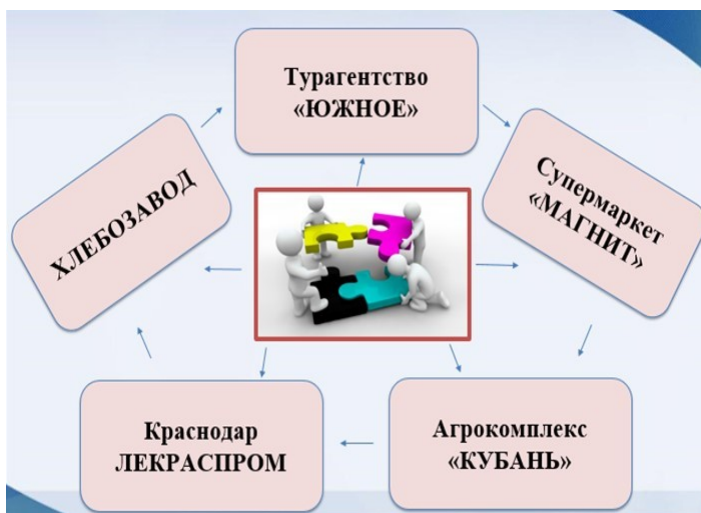 Турагентство
«ЮЖНОЕ»
ХЛЕБОЗАВОД
Супермаркет
«МАГНИТ»
Краснодар
ЛЕКРАСПРОМ
Агрокомплекс
«КУБАНЬ»